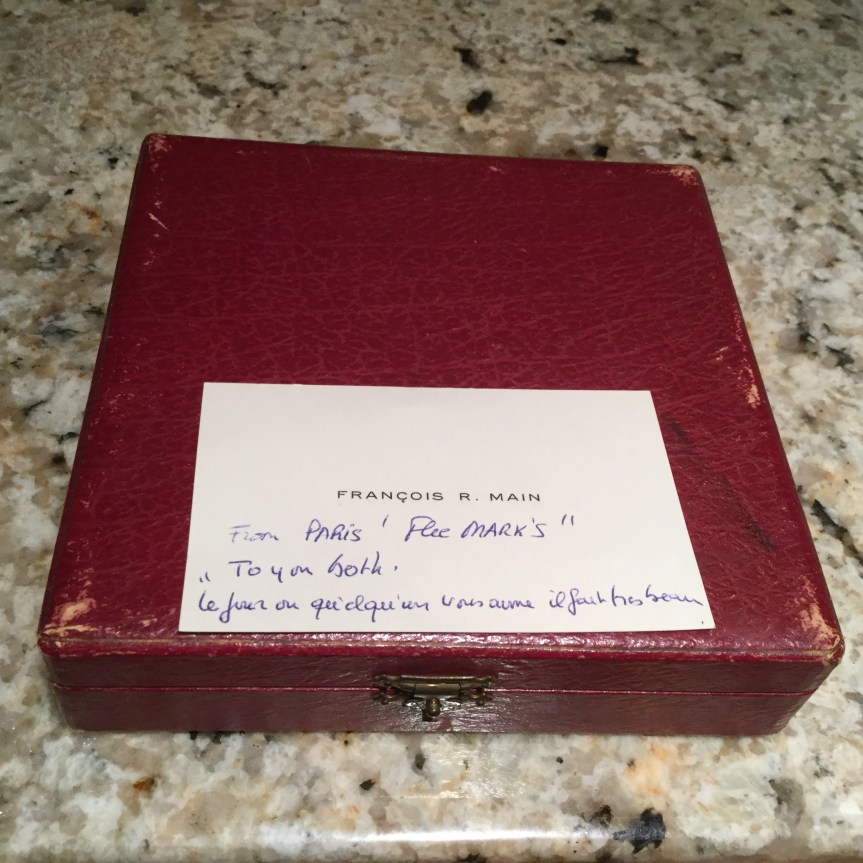 FRANÇOIS R. MAIN
From PARIS ' Flee MARK'S "
" To you both.
Le jour ou quelqu'un vous aime il fait tres beau